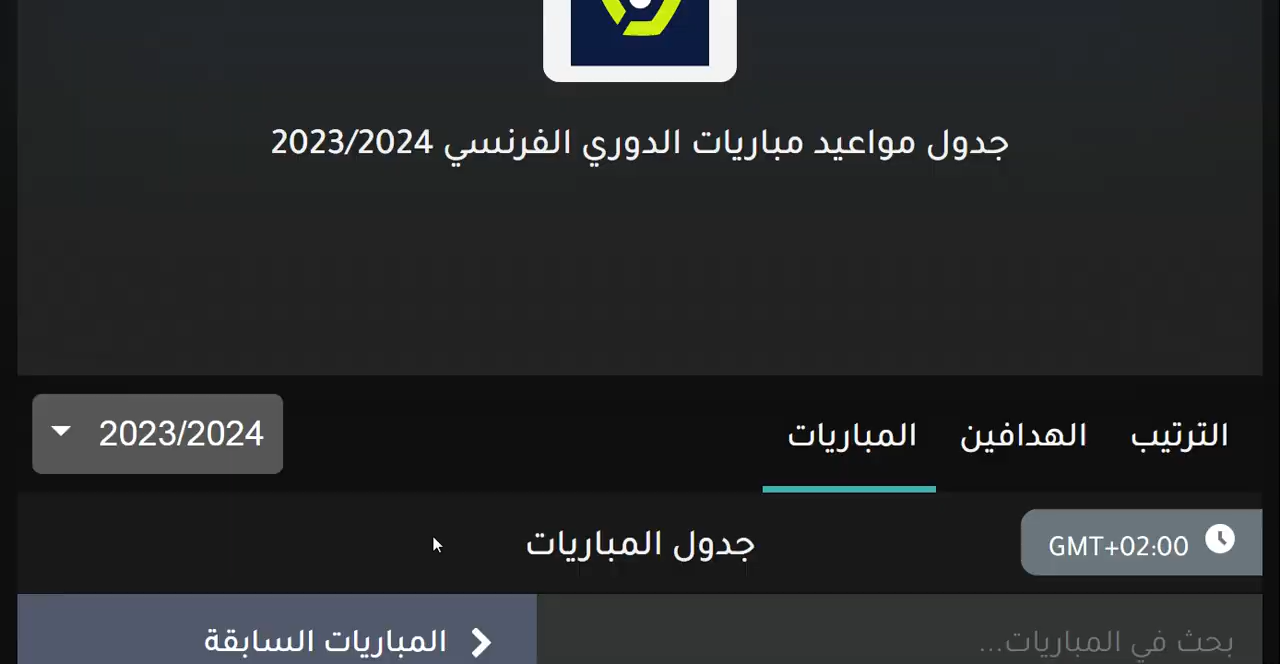 جدول مواعيد مباريات الدوري الفرنسي 2023/2024
الترتيب الهدافين المباريات 2023/2024
GMT+02:00 جدول المباريات
بحث في المباريات... المباريات السابقة